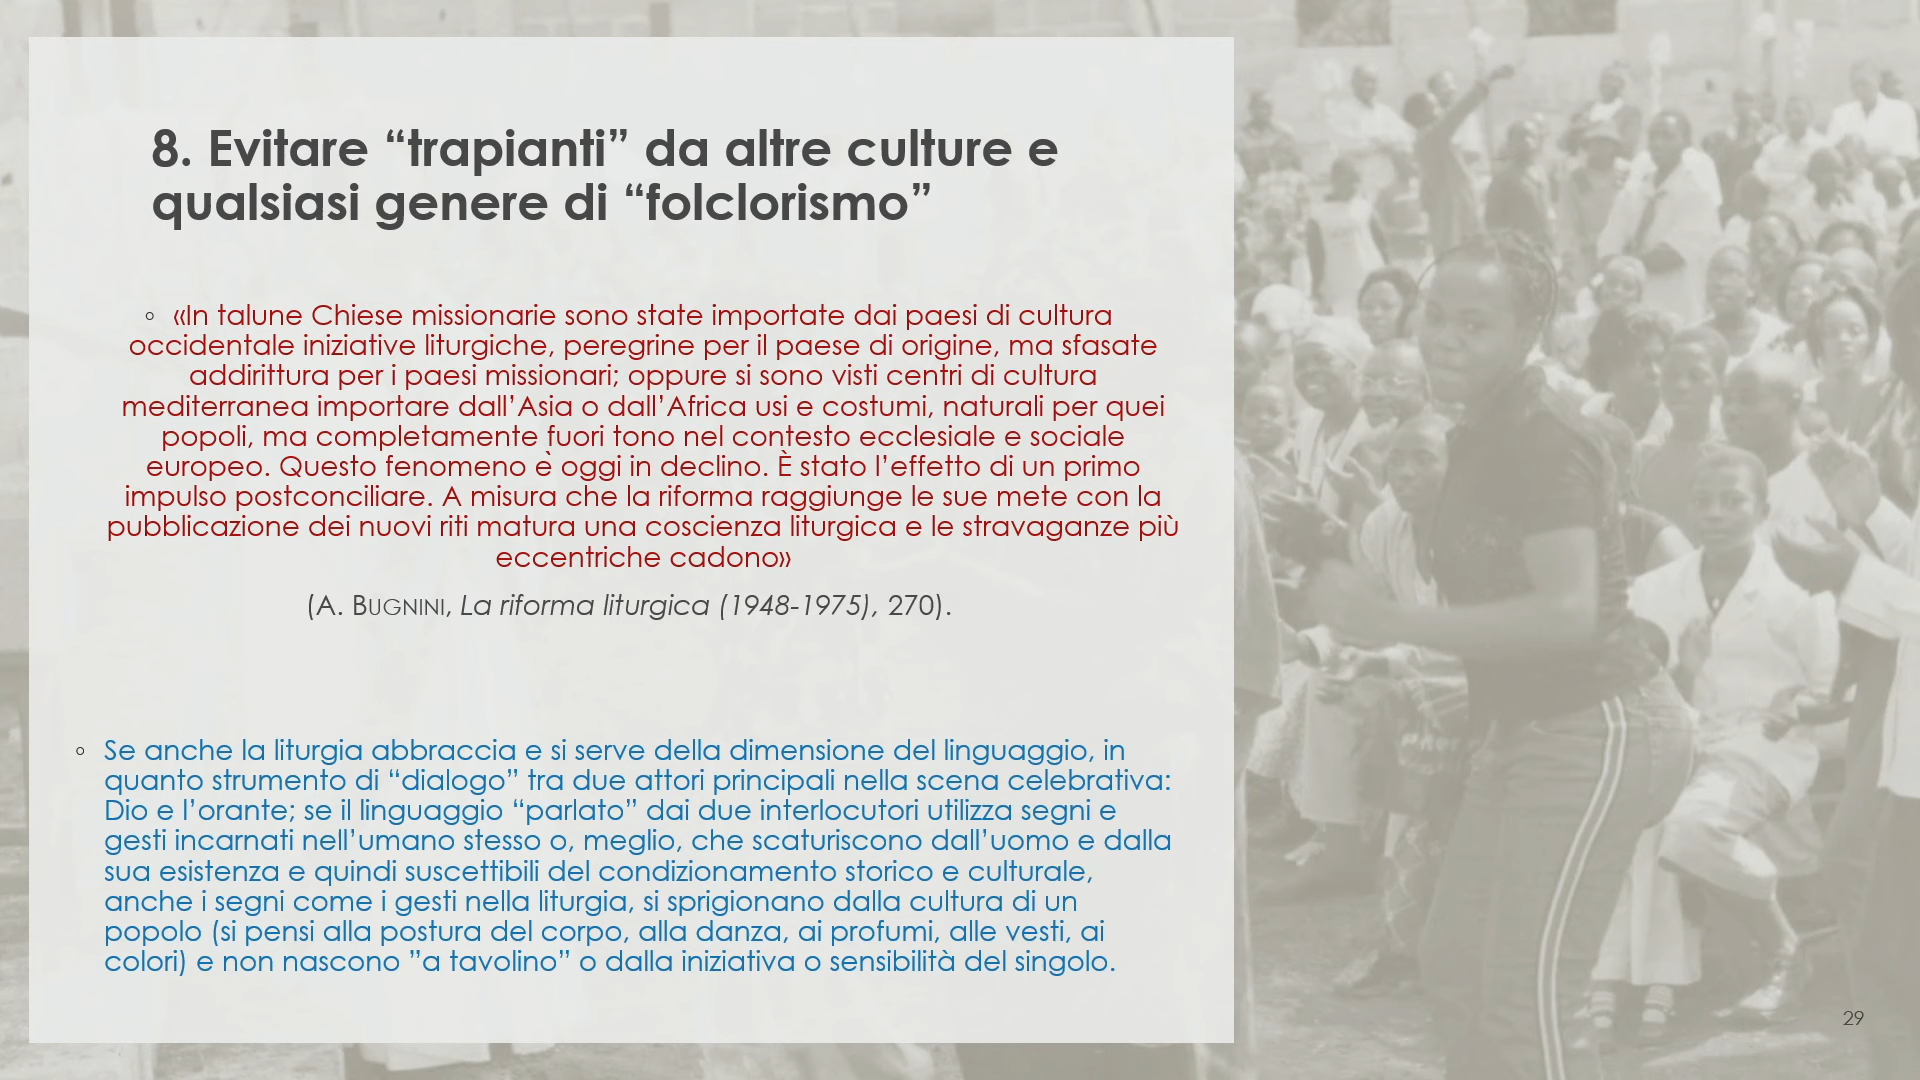 8. Evitare “trapianti” da altre culture e
qualsiasi genere di “folclorismo”
◦ «In talune Chiese missionarie sono state importate dai paesi di cultura
occidentale iniziative liturgiche, peregrine per il paese di origine, ma sfasate
addirittura per i paesi missionari; oppure si sono visti centri di cultura
mediterranea importare dall’Asia o dall’Africa usi e costumi, naturali per quei
popoli, ma completamente fuori tono nel contesto ecclesiale e sociale
europeo. Questo fenomeno è oggi in declino. È stato l’effetto di un primo
impulso postconciliare. A misura che la riforma raggiunge le sue mete con la
pubblicazione dei nuovi riti matura una coscienza liturgica e le stravaganze più
eccentriche cadono»
(A. BUGNINI, La riforma liturgica (1948-1975), 270).
◦ Se anche la liturgia abbraccia e si serve della dimensione del linguaggio, in
quanto strumento di “dialogo” tra due attori principali nella scena celebrativa:
Dio e l’orante; se il linguaggio “parlato” dai due interlocutori utilizza segni e
gesti incarnati nell’umano stesso o, meglio, che scaturiscono dall’uomo e dalla
sua esistenza e quindi suscettibili del condizionamento storico e culturale,
anche i segni come i gesti nella liturgia, si sprigionano dalla cultura di un
popolo (si pensi alla postura del corpo, alla danza, ai profumi, alle vesti, ai
colori) e non nascono ”a tavolino” o dalla iniziativa o sensibilità del singolo.
29